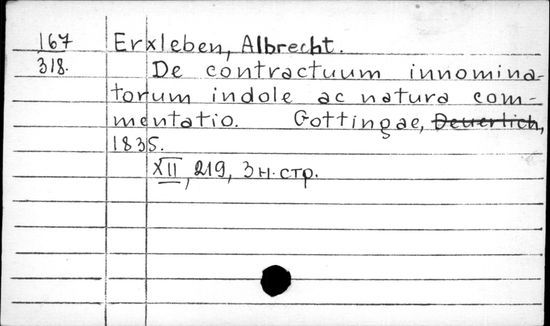 167 Erxleben, Albrecht.
318. De contractuum innomina-
torum indole ac natura com-
mentatio. Gottingae, Deuerlich,
1835.
XII, 219, 3 н. стр.